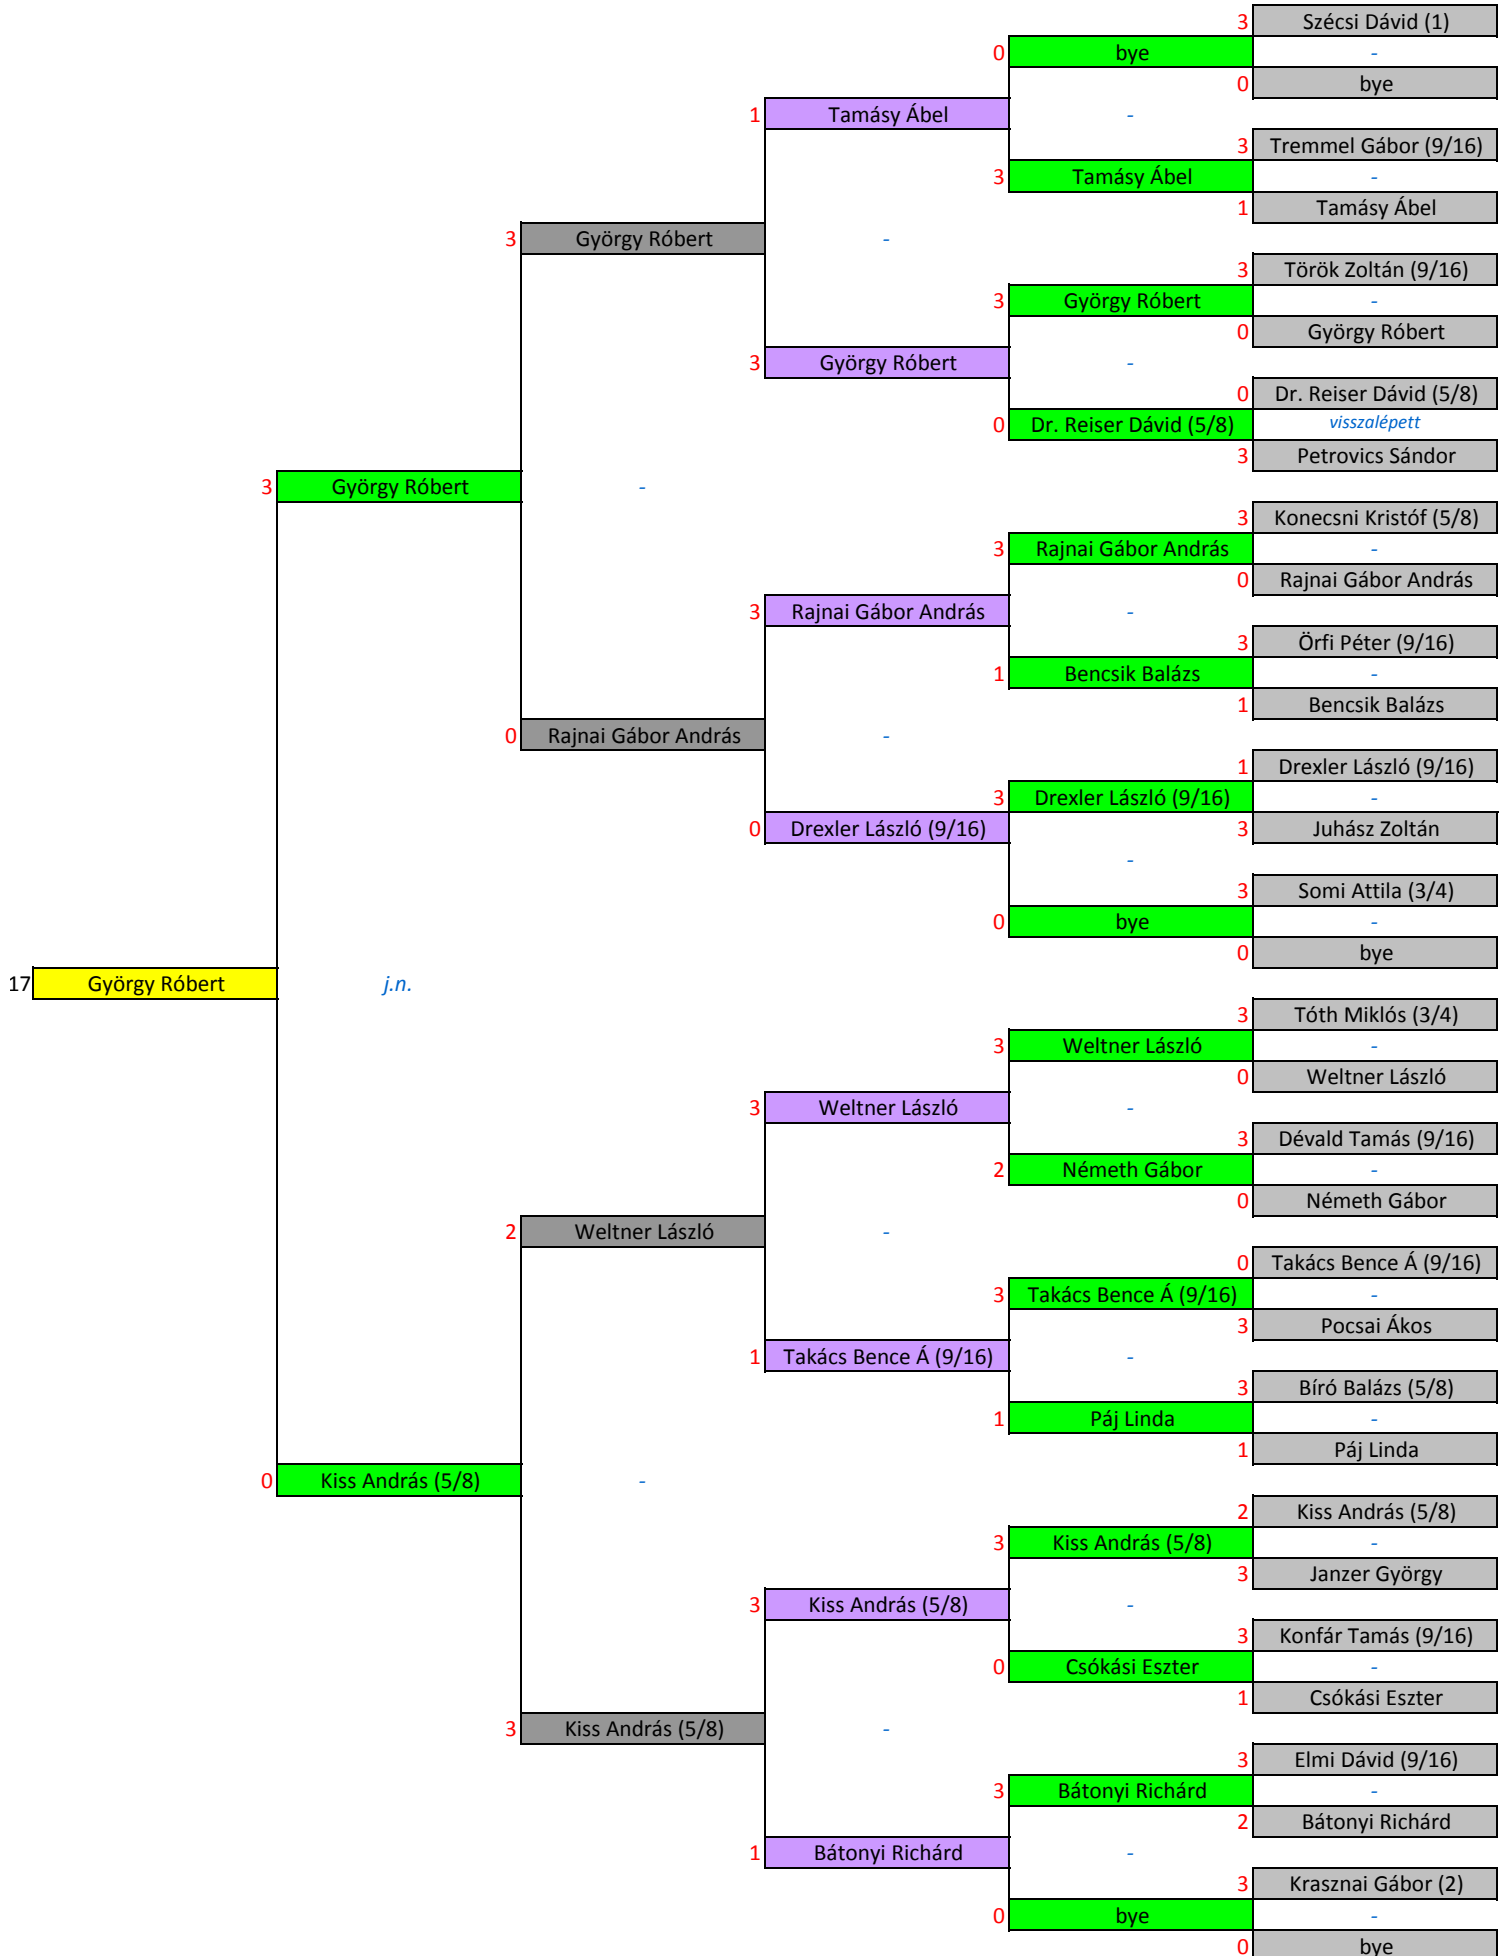 3 Szécsi Dávid (1)
0 bye -
0 bye
1 Tamásy Ábel -
3 Tremmel Gábor (9/16)
3 Tamásy Ábel -
1 Tamásy Ábel
3 György Róbert -
3 Török Zoltán (9/16)
3 György Róbert -
0 György Róbert
3 György Róbert -
0 Dr. Reiser Dávid (5/8)
0 Dr. Reiser Dávid (5/8) visszalépett
3 Petrovics Sándor
3 György Róbert -
3 Konecsni Kristóf (5/8)
3 Rajnai Gábor András -
0 Rajnai Gábor András
3 Rajnai Gábor András -
3 Örfi Péter (9/16)
1 Bencsik Balázs -
1 Bencsik Balázs
0 Rajnai Gábor András -
1 Drexler László (9/16)
3 Drexler László (9/16) -
0 Drexler László (9/16) 3 Juhász Zoltán
-
3 Somi Attila (3/4)
0 bye -
0 bye
17 György Róbert j.n.
3 Tóth Miklós (3/4)
3 Weltner László -
0 Weltner László
3 Weltner László -
3 Dévald Tamás (9/16)
2 Németh Gábor -
0 Németh Gábor
2 Weltner László -
0 Takács Bence Á (9/16)
3 Takács Bence Á (9/16) -
3 Pocsai Ákos
1 Takács Bence Á (9/16) -
3 Bíró Balázs (5/8)
1 Páj Linda -
1 Páj Linda
0 Kiss András (5/8) -
2 Kiss András (5/8)
3 Kiss András (5/8) -
3 Janzer György
3 Kiss András (5/8) -
3 Konfár Tamás (9/16)
0 Csókási Eszter -
1 Csókási Eszter
3 Kiss András (5/8) -
3 Elmi Dávid (9/16)
3 Bátonyi Richárd -
2 Bátonyi Richárd
1 Bátonyi Richárd -
3 Krasznai Gábor (2)
0 bye -
0 bye